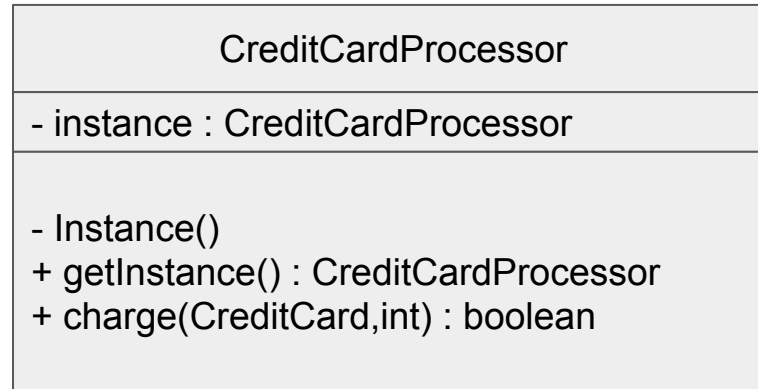 CreditCardProcessor
- instance : CreditCardProcessor
- Instance()
+ getInstance() : CreditCardProcessor
+ charge(CreditCard,int) : boolean